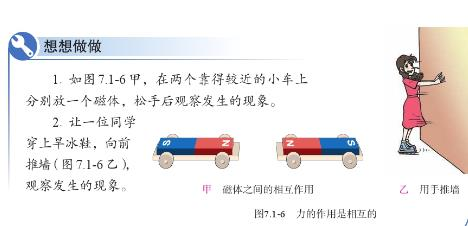 想想做做
1. 如图7.1-6 甲，在两个靠得较近的小车上
分别放一个磁体，松手后观察发生的现象。
2. 让一位同学
穿上旱冰鞋，向前
推墙(图7.1-6乙)，
观察发生的现象。
S N N S
甲 磁体之间的相互作用
乙 用手推墙
图7.1-6 力的作用是相互的